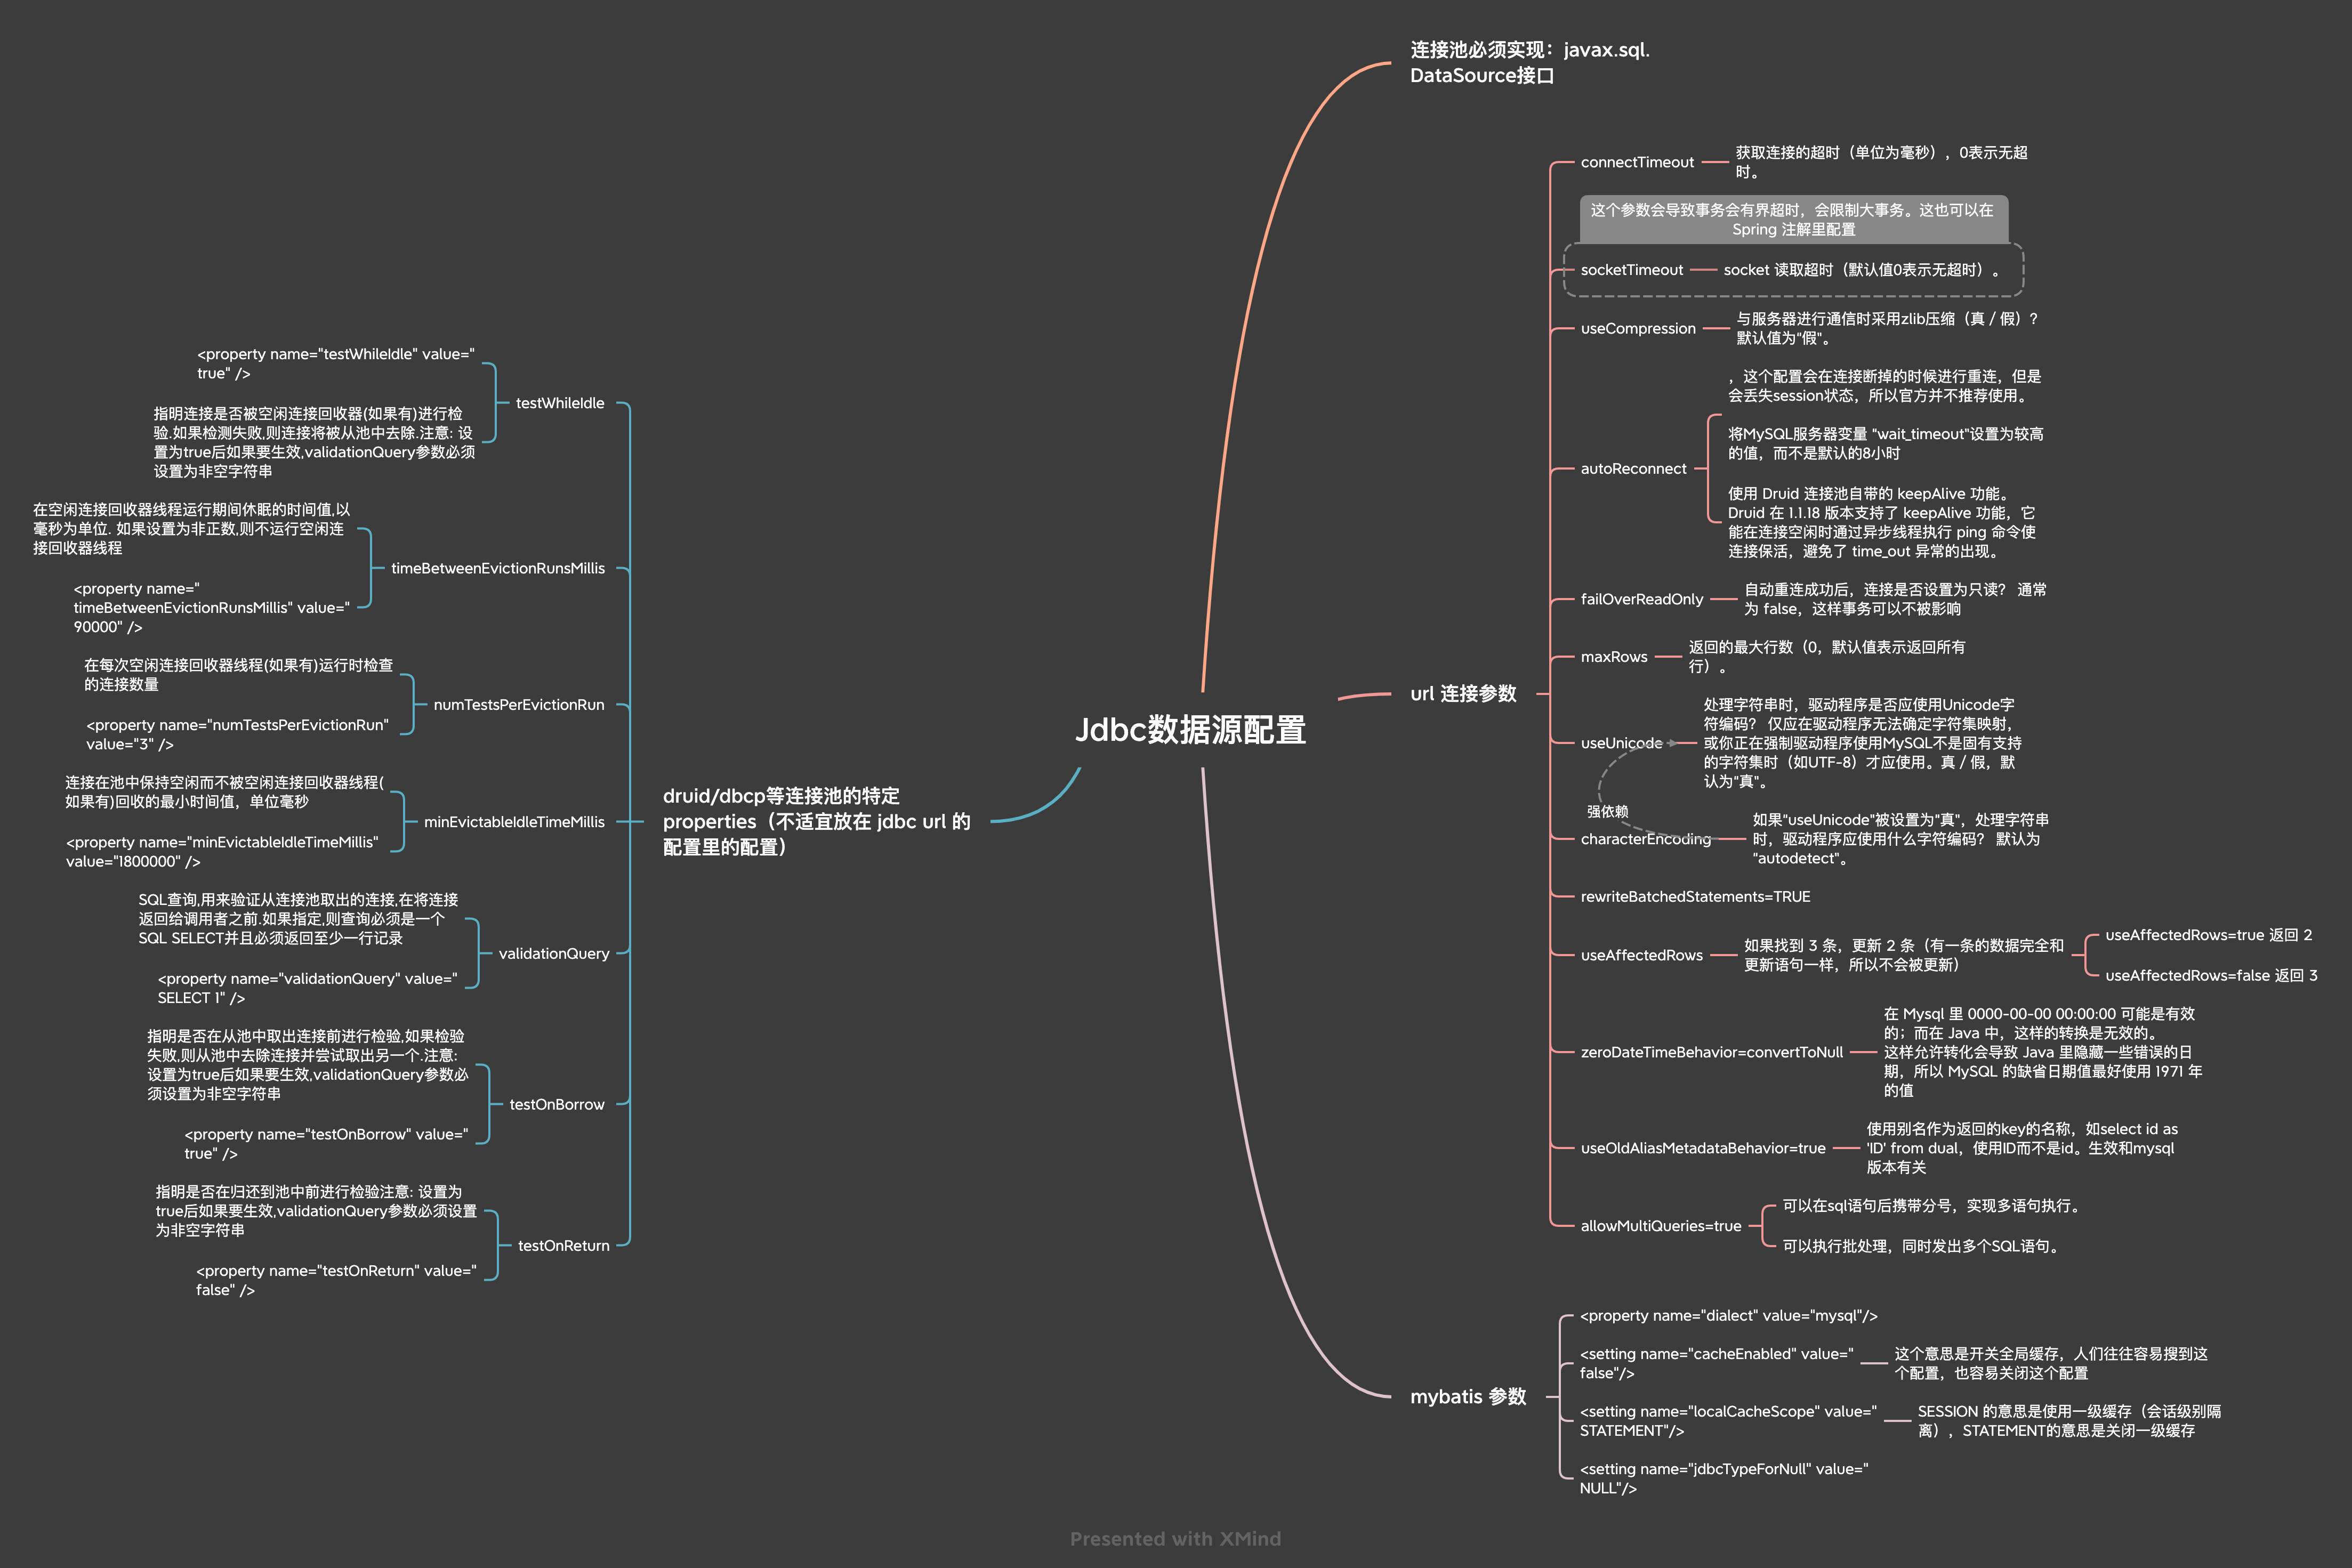 Jdbc数据源配置
连接池必须实现：javax.sql.
DataSource接口
url 连接参数
connectTimeout
获取连接的超时（单位为毫秒），0表示无超
时。
这个参数会导致事务会有界超时，会限制大事务。这也可以在
Spring 注解里配置
socketTimeout
socket 读取超时（默认值0表示无超时）。
useCompression
与服务器进行通信时采用zlib压缩（真 / 假）？
默认值为“假”。
autoReconnect
，这个配置会在连接断掉的时候进行重连，但是
会丢失session状态，所以官方并不推荐使用。
将MySQL服务器变量 "wait_timeout"设置为较高
的值，而不是默认的8小时
使用 Druid 连接池自带的 keepAlive 功能。
Druid 在 1.1.18 版本支持了 keepAlive 功能，它
能在连接空闲时通过异步线程执行 ping 命令使
连接保活，避免了 time_out 异常的出现。
failOverReadOnly
自动重连成功后，连接是否设置为只读？ 通常
为 false，这样事务可以不被影响
maxRows
返回的最大行数（0，默认值表示返回所有
行）。
useUnicode
处理字符串时，驱动程序是否应使用Unicode字
符编码？ 仅应在驱动程序无法确定字符集映射，
或你正在强制驱动程序使用MySQL不是固有支持
的字符集时（如UTF-8）才应使用。真 / 假，默
认为“真”。
强依赖
characterEncoding
如果“useUnicode”被设置为“真”，处理字符串
时，驱动程序应使用什么字符编码？ 默认为
“autodetect”。
rewriteBatchedStatements=TRUE
useAffectedRows
如果找到 3 条，更新 2 条（有一条的数据完全和
更新语句一样，所以不会被更新）
useAffectedRows=true 返回 2
useAffectedRows=false 返回 3
zeroDateTimeBehavior=convertToNull
在 Mysql 里 0000-00-00 00:00:00 可能是有效
的；而在 Java 中，这样的转换是无效的。
这样允许转化会导致 Java 里隐藏一些错误的日
期，所以 MySQL 的缺省日期值最好使用 1971 年
的值
useOldAliasMetadataBehavior=true
使用别名作为返回的key的名称，如select id as
'ID' from dual，使用ID而不是id。生效和mysql
版本有关
allowMultiQueries=true
可以在sql语句后携带分号，实现多语句执行。
可以执行批处理，同时发出多个SQL语句。
mybatis 参数
<property name="dialect" value="mysql"/>
<setting name="cacheEnabled" value="
false"/>
这个意思是开关全局缓存，人们往往容易搜到这
个配置，也容易关闭这个配置
<setting name="localCacheScope" value="
STATEMENT"/>
SESSION 的意思是使用一级缓存（会话级别隔
离），STATEMENT的意思是关闭一级缓存
<setting name="jdbcTypeForNull" value="
NULL"/>
druid/dbcp等连接池的特定
properties（不适宜放在 jdbc url 的
配置里的配置）
testWhileIdle
<property name="testWhileIdle" value="
true" />
指明连接是否被空闲连接回收器(如果有)进行检
验.如果检测失败,则连接将被从池中去除.注意: 设
置为true后如果要生效,validationQuery参数必须
设置为非空字符串
timeBetweenEvictionRunsMillis
在空闲连接回收器线程运行期间休眠的时间值,以
毫秒为单位. 如果设置为非正数,则不运行空闲连
接回收器线程
<property name="
timeBetweenEvictionRunsMillis" value="
90000" />
numTestsPerEvictionRun
在每次空闲连接回收器线程(如果有)运行时检查
的连接数量
<property name="numTestsPerEvictionRun"
value="3" />
minEvictableIdleTimeMillis
连接在池中保持空闲而不被空闲连接回收器线程(
如果有)回收的最小时间值，单位毫秒
<property name="minEvictableIdleTimeMillis"
value="1800000" />
validationQuery
SQL查询,用来验证从连接池取出的连接,在将连接
返回给调用者之前.如果指定,则查询必须是一个
SQL SELECT并且必须返回至少一行记录
<property name="validationQuery" value="
SELECT 1" />
testOnBorrow
指明是否在从池中取出连接前进行检验,如果检验
失败,则从池中去除连接并尝试取出另一个.注意:
设置为true后如果要生效,validationQuery参数必
须设置为非空字符串
<property name="testOnBorrow" value="
true" />
testOnReturn
指明是否在归还到池中前进行检验注意: 设置为
true后如果要生效,validationQuery参数必须设置
为非空字符串
<property name="testOnReturn" value="
false" />
Presented with XMind